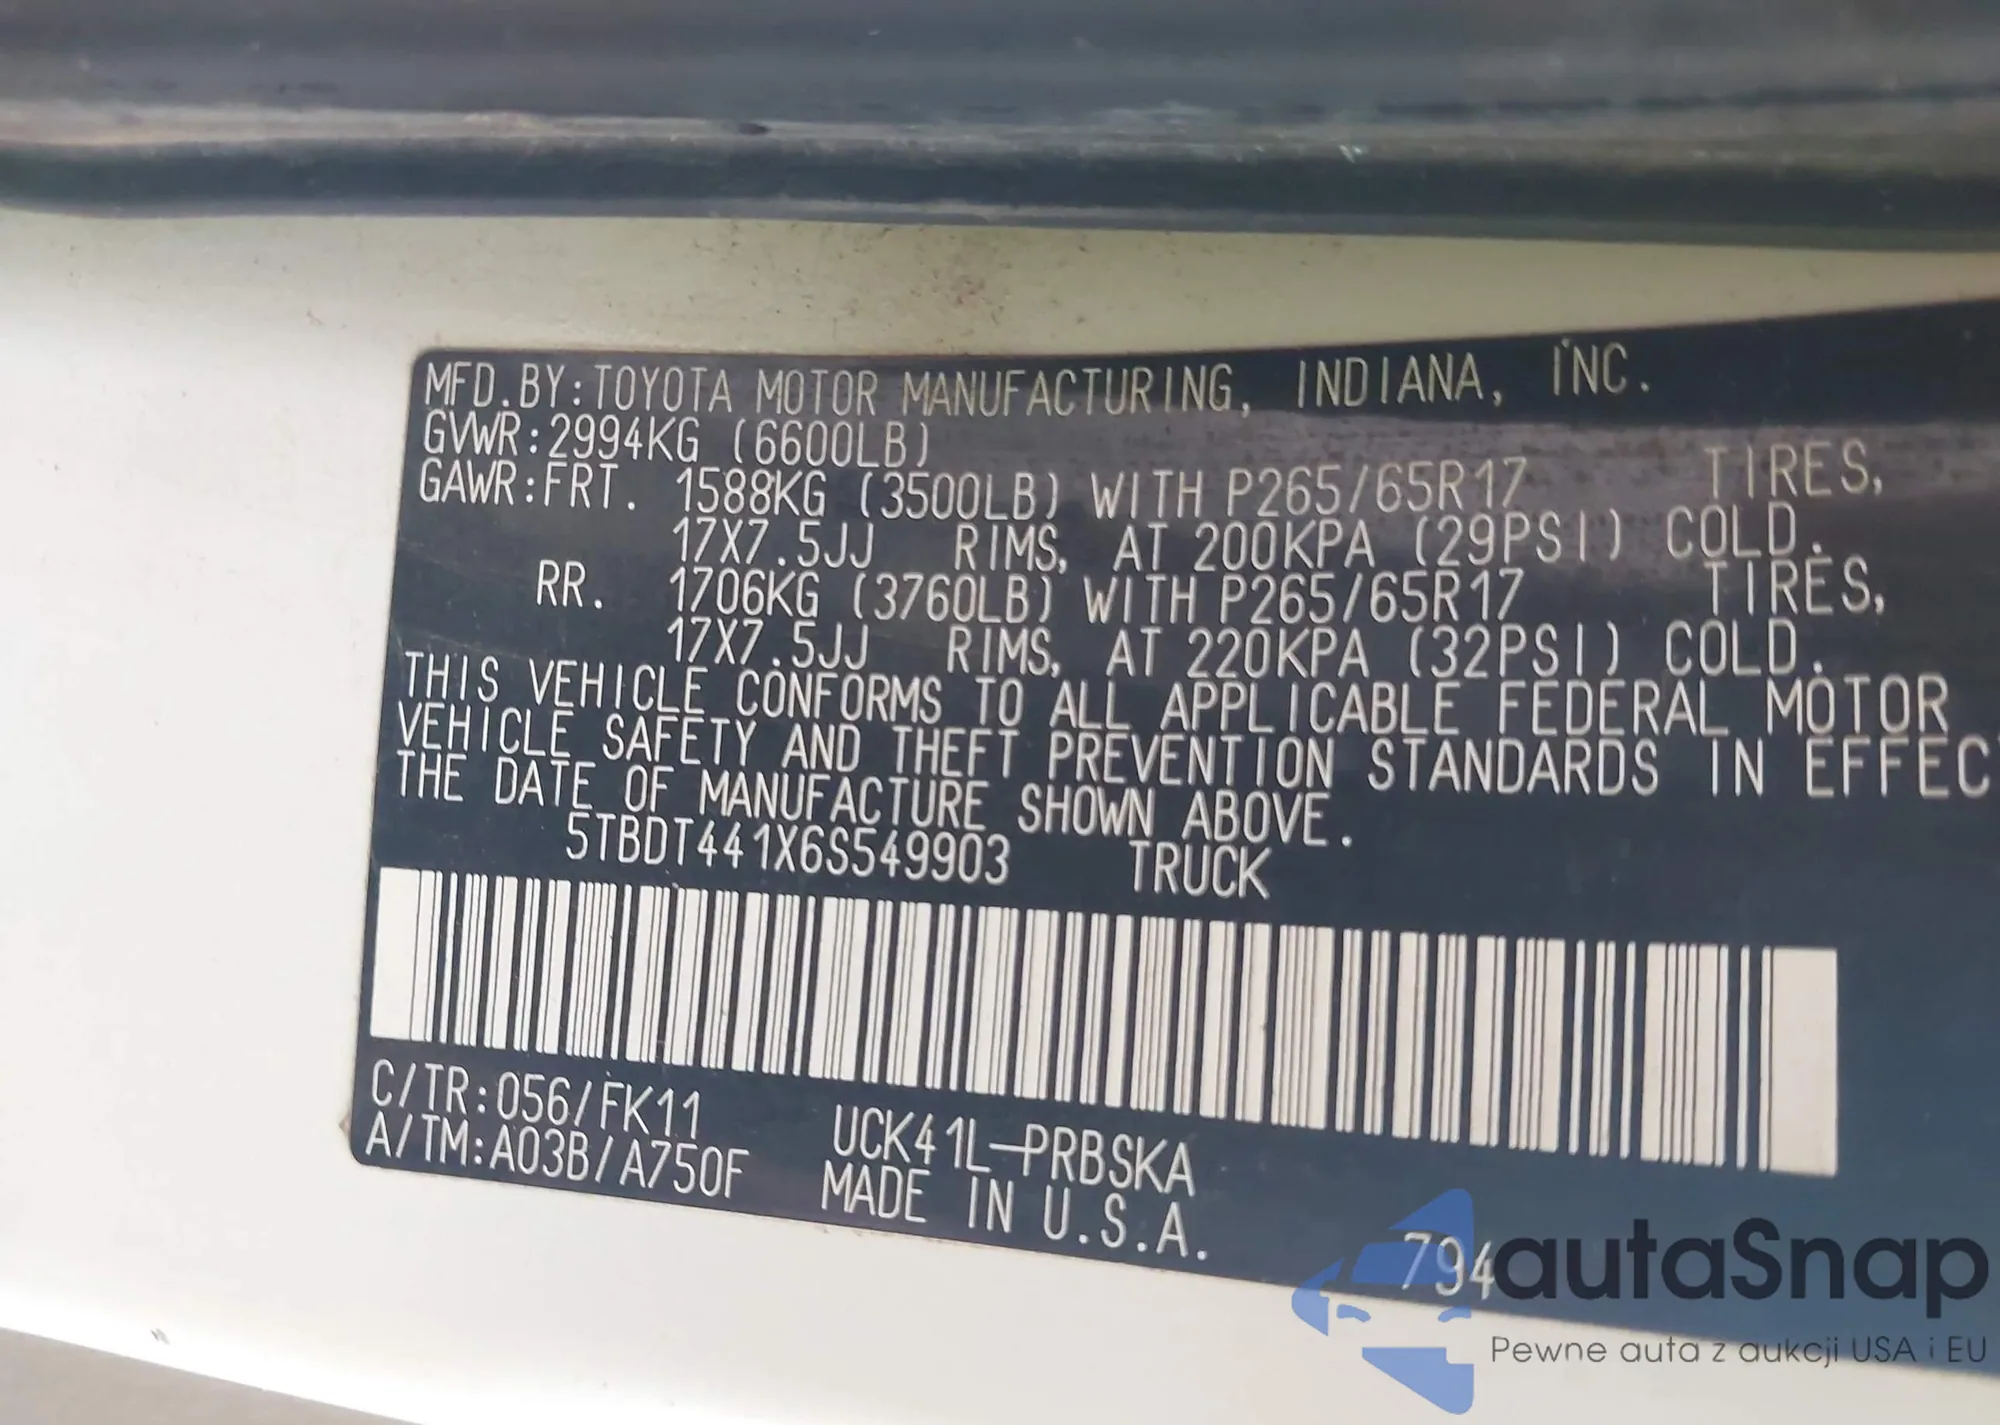 MFD.BY:TOYOTA MOTOR MANUFACTURING, INDIANA, INC.
GVWR:2994KG (6600LB)
GAWR:FRT. 1588KG (3500LB) WITH P265/65R17 TIRES,
17X7.5JJ RIMS, AT 200KPA (29PSI) COLD.
RR. 1706KG (3760LB) WITH P265/65R17 TIRES,
17X7.5JJ RIMS, AT 220KPA (32PSI) COLD.
THIS VEHICLE CONFORMS TO ALL APPLICABLE FEDERAL MOTOR
VEHICLE SAFETY AND THEFT PREVENTION STANDARDS IN EFFEC
THE DATE OF MANUFACTURE SHOWN ABOVE.
5TBDT441X6S549903 TRUCK
C/TR:056/FK11 UCK41L-PRBSKA
A/TM:A03B/A750F MADE IN U.S.A.
794
autaSnap
Pewne auta z aukcji USA i EU